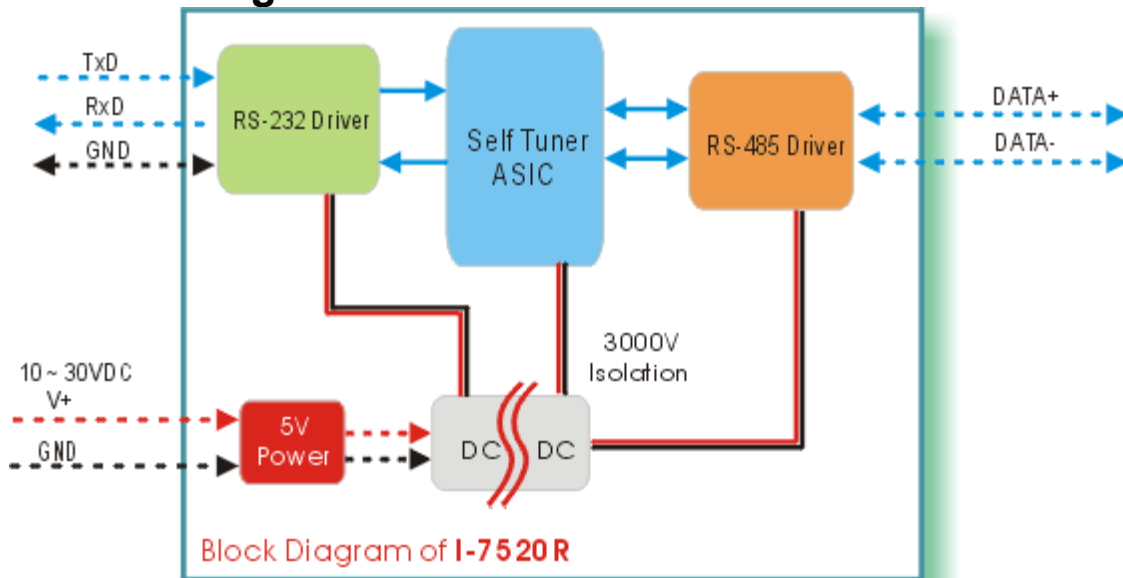 TxD
RxD
GND
RS-232 Driver
Self Tuner
ASIC
RS-485 Driver
DATA+
DATA-
3000V
Isolation
10 ~ 30VDC
V+
GND
5V
Power
DC
DC
Block Diagram of I-7520R